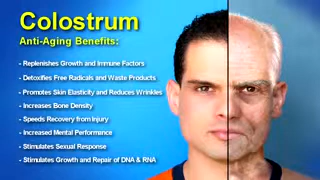 Colostrum
Anti-Aging Benefits:
- Replenishes Growth and Immune Factors
- Detoxifies Free Radicals and Waste Products
- Promotes Skin Elasticity and Reduces Wrinkles
- Increases Bone Density
- Speeds Recovery from Injury
- Increased Mental Performance
- Stimulates Sexual Response
- Stimulates Growth and Repair of DNA & RNA